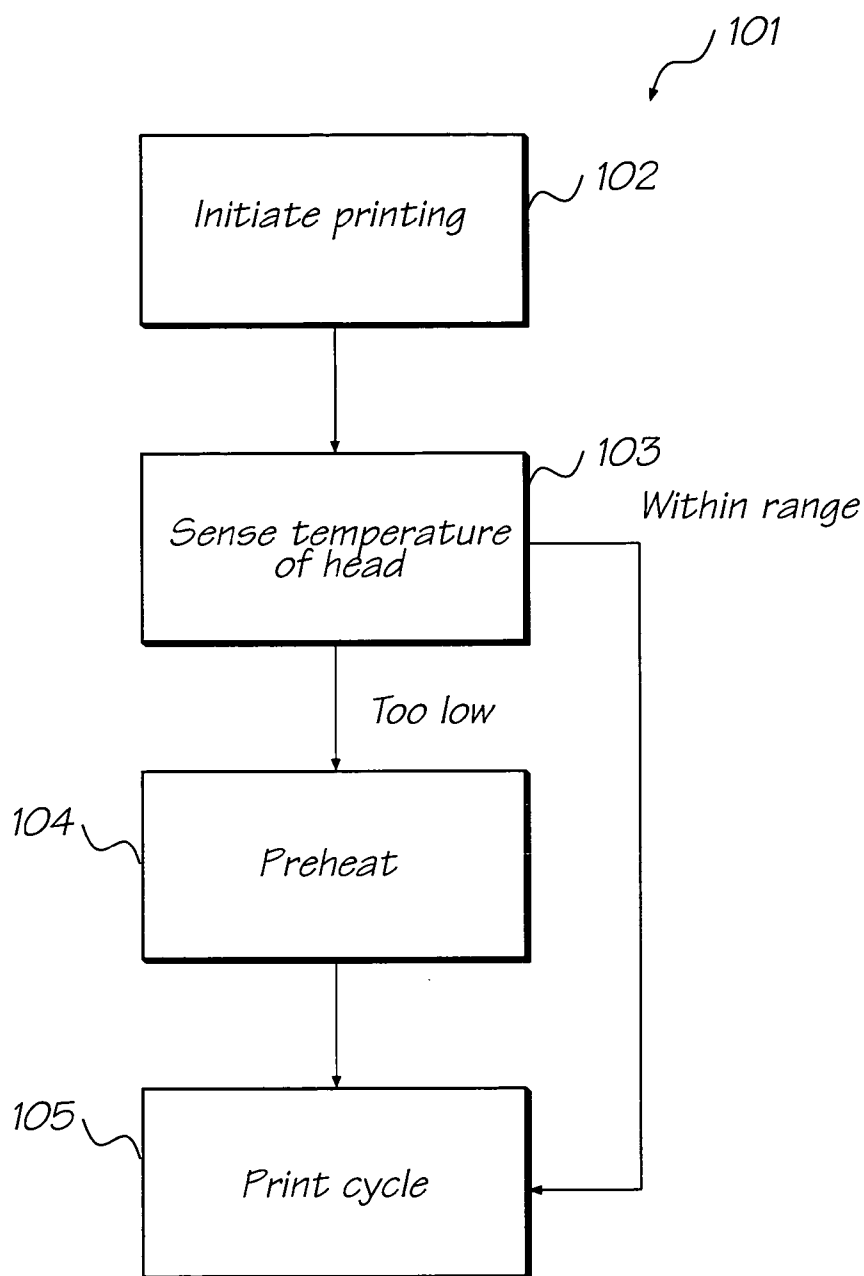 101
Initiate printing
102
Sense temperature
of head
103
Within range
Too low
104
Preheat
105
Print cycle